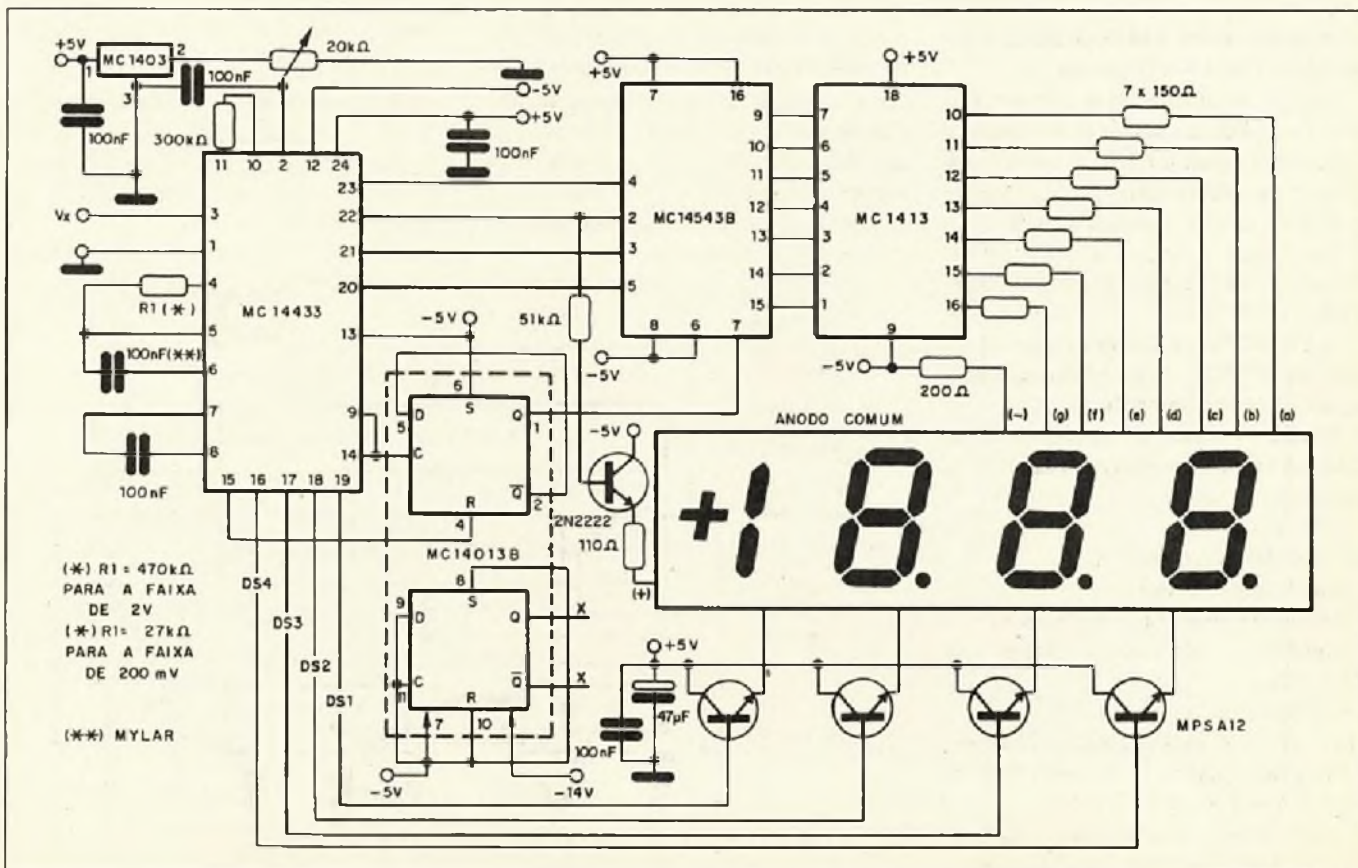 +5V
1
MC1403
2
20kΩ
3
100nF
100nF
300kΩ
-5V
+5V
100nF
11 10 2 12 24
23
22
21
20
13
3
1
4
5
6
7
8
9
14
15 16 17 18 19
MC14433
Vx
R1(*)
100nF(**)
100nF
+5V
7 16
4
2
3
5
MC14543B
9
10
11
12
13
14
15
8 6 7
-5V
51kΩ
+5V
18
7
6
5
4
3
2
1
MC1413
10
11
12
13
14
15
16
9
7 x 150Ω
-5V
200Ω
-5V
6
S
D
5
C
R
4
Q
1
Q
2
MC14013B
8
S
9
D
C
11
R
7 10
Q
X
Q
X
-5V
-14V
DS4
DS3
DS2
DS1
-5V
2N2222
110Ω
(+)
ANODO COMUM
(-) (g) (f) (e) (d) (c) (b) (a)
+1 8 8. 8.
+5V
47µF
100nF
MPSA12
(*) R1 = 470kΩ
PARA A FAIXA
DE 2V
(*) R1= 27kΩ
PARA A FAIXA
DE 200 mV
(**) MYLAR